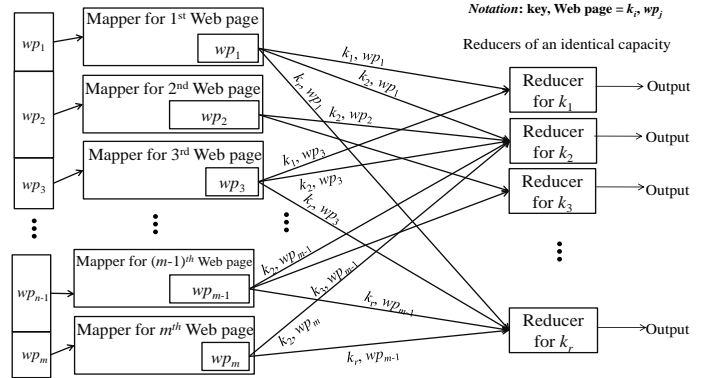 Notation: key, Web page = kᵢ, wpⱼ
Reducers of an identical capacity
wp₁
wp₂
wp₃
wpₙ₋₁
wpₘ
Mapper for 1ˢᵗ Web page
wp₁
Mapper for 2ⁿᵈ Web page
wp₂
Mapper for 3ʳᵈ Web page
wp₃
Mapper for (m-1)ᵗʰ Web page
wpₘ₋₁
Mapper for mᵗʰ Web page
wpₘ
k₁, wp₁
k₂, wp₁
kᵣ, wp₁
k₂, wp₂
k₁, wp₃
k₂, wp₃
kᵣ, wp₃
k₂, wpₘ₋₁
k₃, wpₘ₋₁
kᵣ, wpₘ₋₁
k₂, wpₘ
kᵣ, wpₘ₋₁
Reducer
for k₁
Output
Reducer
for k₂
Output
Reducer
for k₃
Output
Reducer
for kᵣ
Output